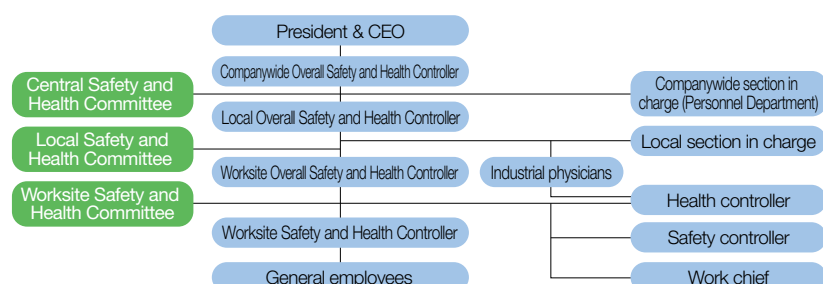 President & CEO
Companywide Overall Safety and Health Controller
Central Safety and
Health Committee
Companywide section in
charge (Personnel Department)
Local Overall Safety and Health Controller
Local Safety and
Health Committee
Local section in charge
Worksite Overall Safety and Health Controller
Industrial physicians
Worksite Safety and
Health Committee
Health controller
Worksite Safety and Health Controller
Safety controller
General employees
Work chief